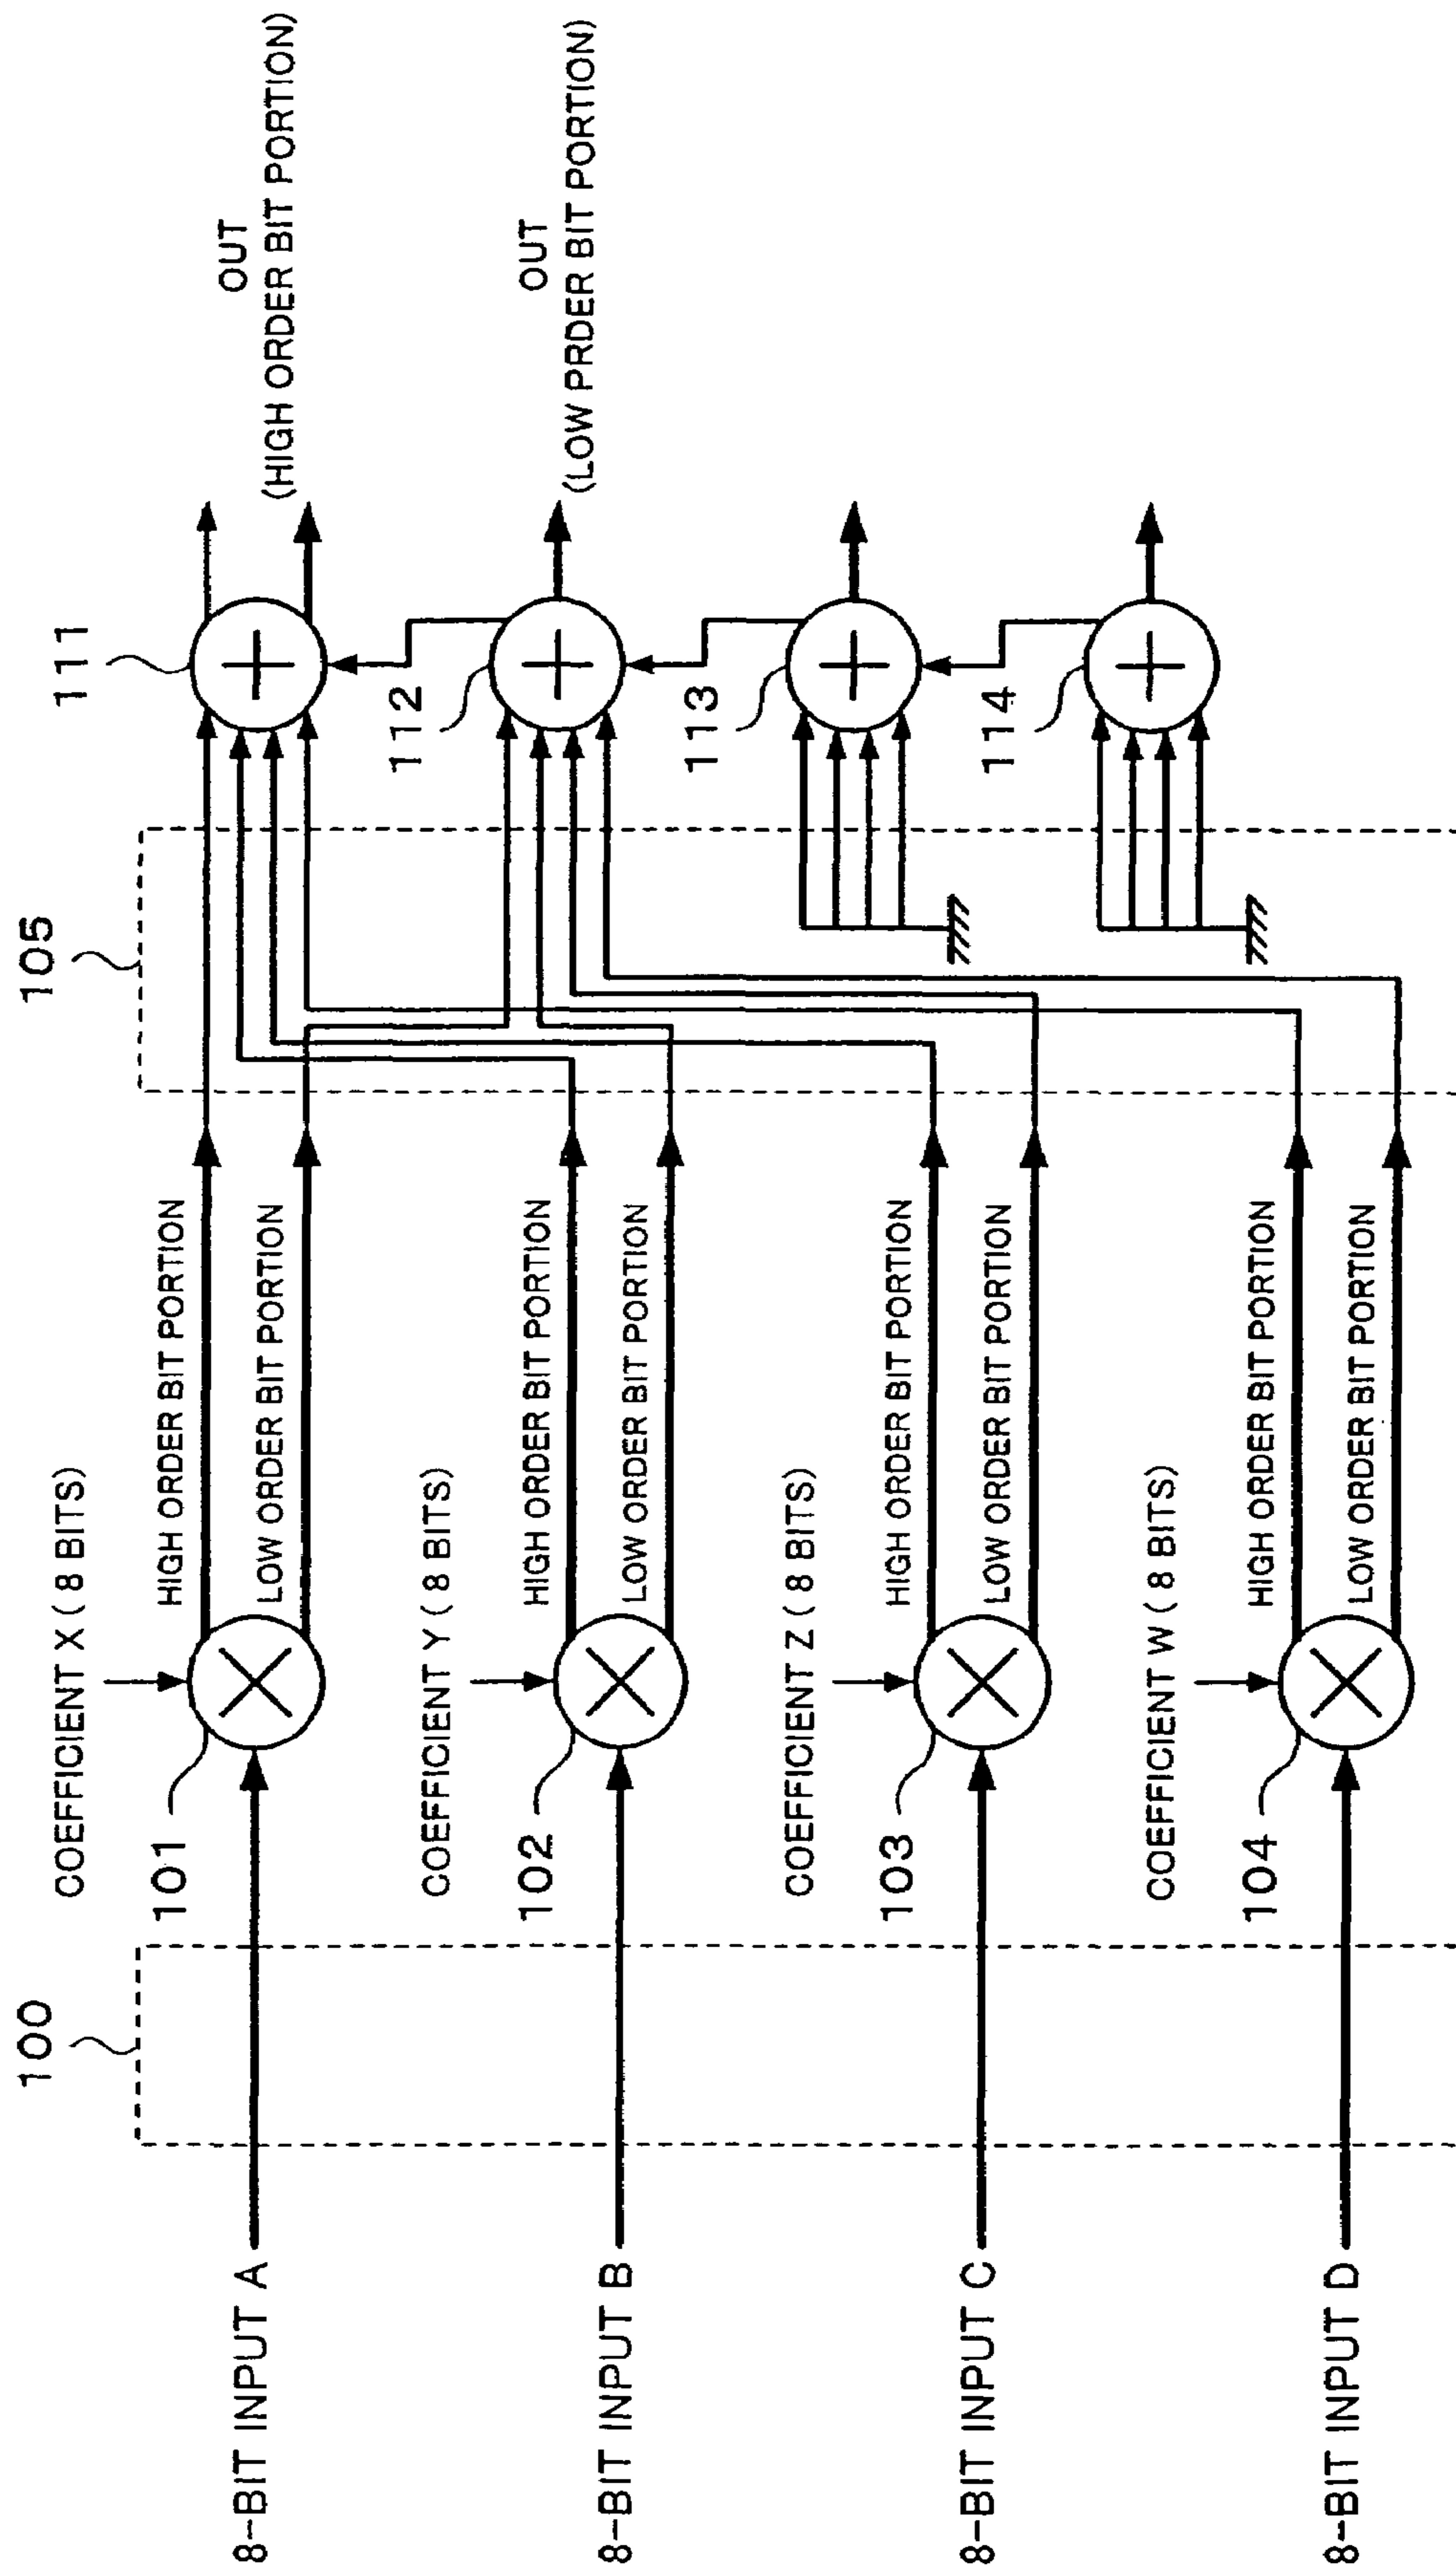 8-BIT INPUT A
8-BIT INPUT B
8-BIT INPUT C
8-BIT INPUT D
100
COEFFICIENT X ( 8 BITS)
101
HIGH ORDER BIT PORTION
LOW ORDER BIT PORTION
COEFFICIENT Y ( 8 BITS)
102
HIGH ORDER BIT PORTION
LOW ORDER BIT PORTION
COEFFICIENT Z ( 8 BITS)
103
HIGH ORDER BIT PORTION
LOW ORDER BIT PORTION
COEFFICIENT W ( 8 BITS)
104
HIGH ORDER BIT PORTION
LOW ORDER BIT PORTION
105
111
112
113
114
OUT
(HIGH ORDER BIT PORTION)
OUT
(LOW PRDER BIT PORTION)